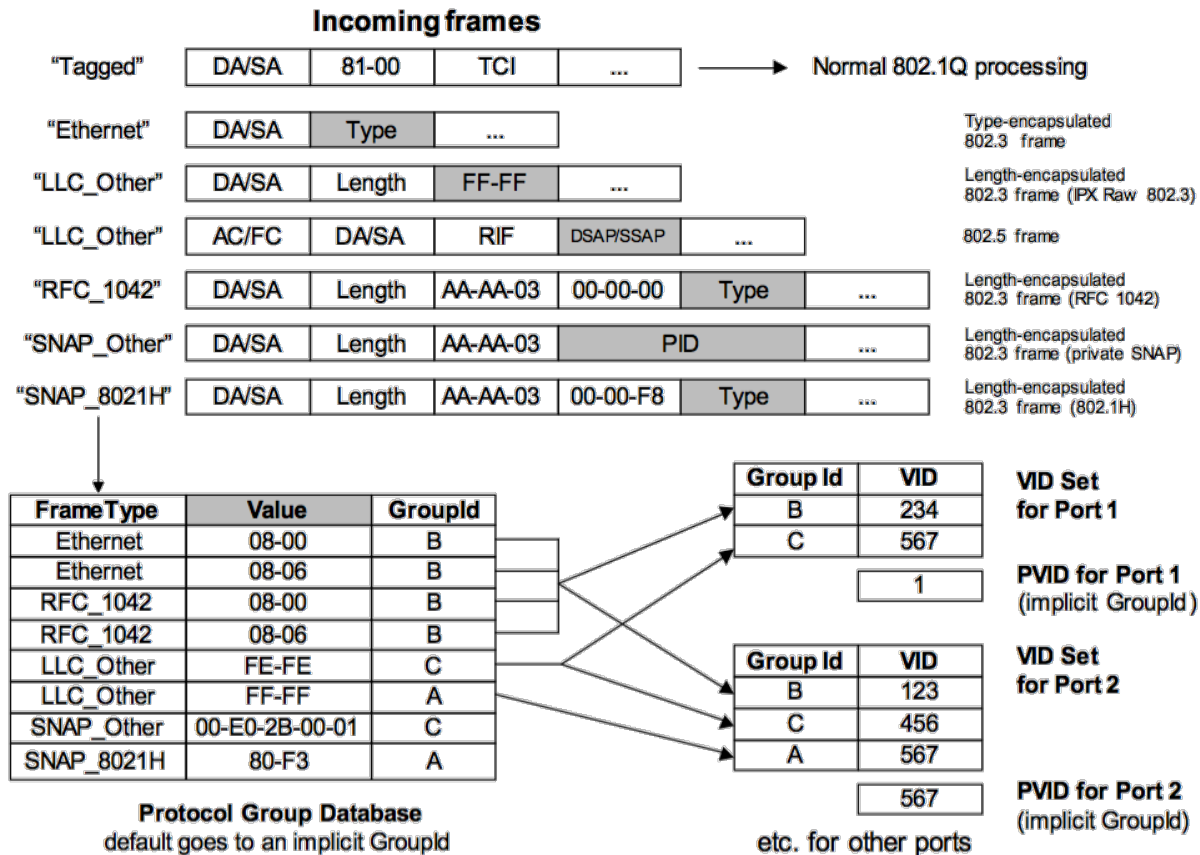 Incoming frames
“Tagged” DA/SA 81-00 TCI ... Normal 802.1Q processing
“Ethernet” DA/SA Type ... Type-encapsulated
802.3 frame
“LLC_Other” DA/SA Length FF-FF ... Length-encapsulated
802.3 frame (IPX Raw 802.3)
“LLC_Other” AC/FC DA/SA RIF DSAP/SSAP ... 802.5 frame
“RFC_1042” DA/SA Length AA-AA-03 00-00-00 Type ... Length-encapsulated
802.3 frame (RFC 1042)
“SNAP_Other” DA/SA Length AA-AA-03 PID ... Length-encapsulated
802.3 frame (private SNAP)
“SNAP_8021H” DA/SA Length AA-AA-03 00-00-F8 Type ... Length-encapsulated
802.3 frame (802.1H)
FrameType Value GroupId
Ethernet 08-00 B
Ethernet 08-06 B
RFC_1042 08-00 B
RFC_1042 08-06 B
LLC_Other FE-FE C
LLC_Other FF-FF A
SNAP_Other 00-E0-2B-00-01 C
SNAP_8021H 80-F3 A
Protocol Group Database
default goes to an implicit GroupId
Group Id VID
B 234
C 567
VID Set
for Port 1
1
PVID for Port 1
(implicit GroupId)
Group Id VID
B 123
C 456
A 567
VID Set
for Port 2
567
PVID for Port 2
(implicit GroupId)
etc. for other ports